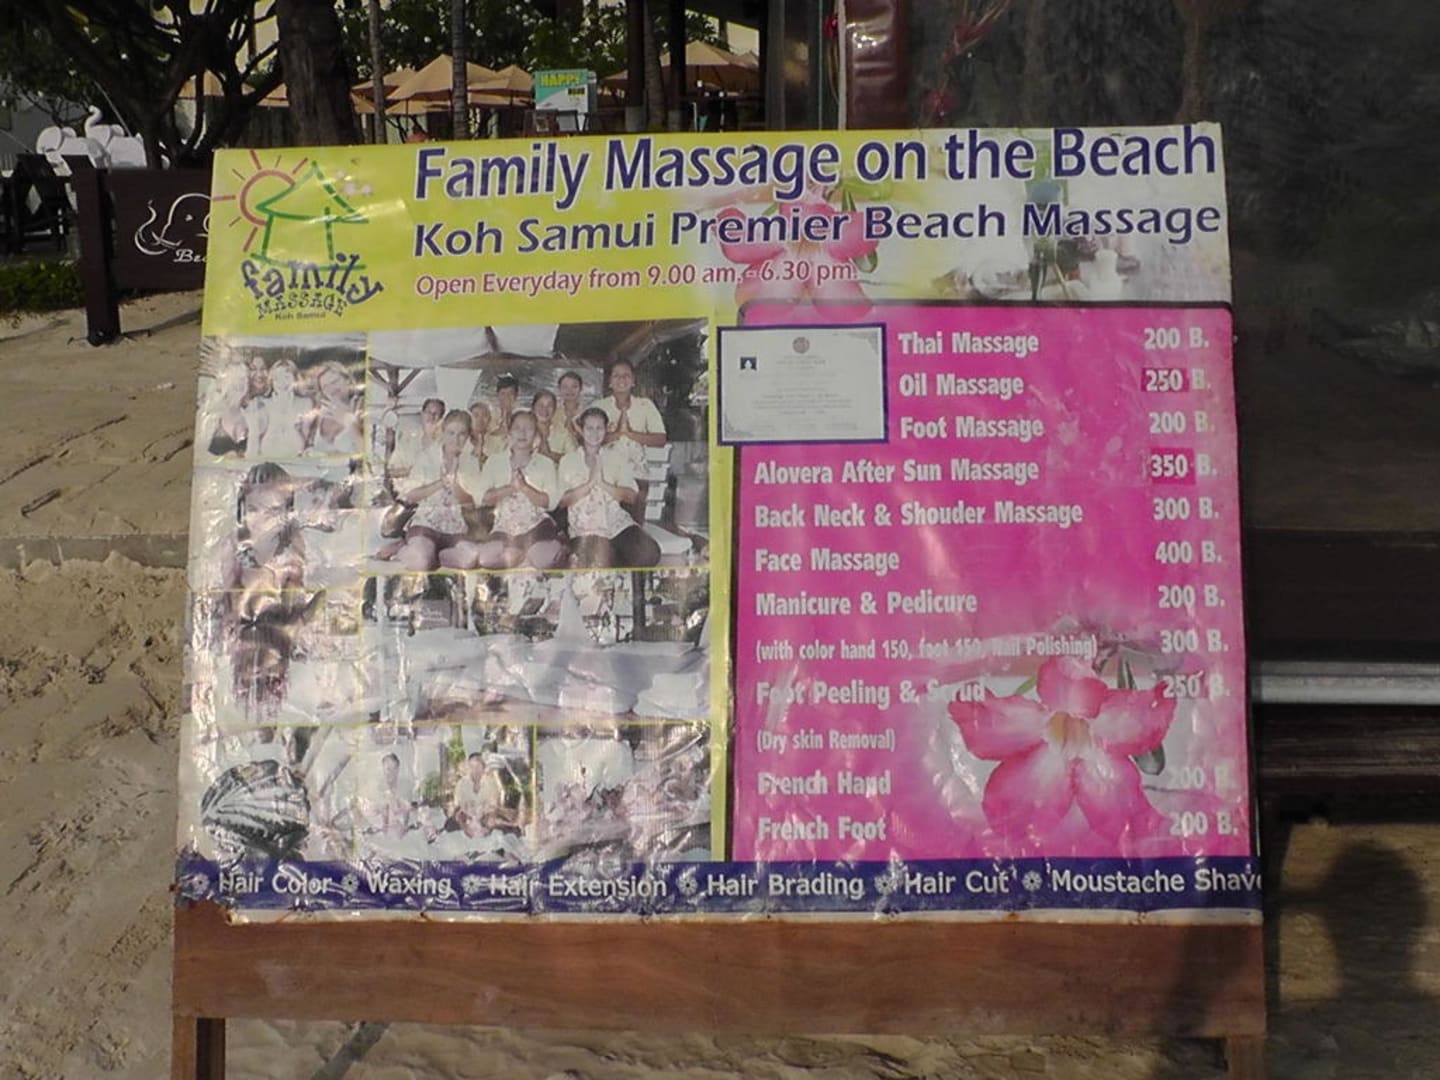 HAPPY
Family Massage on the Beach
Koh Samui Premier Beach Massage
Open Everyday from 9.00 am,-6.30 pm.
family
MASSAGE
Koh Samui
Thai Massage 200 B.
Oil Massage 250 B.
Foot Massage 200 B.
Alovera After Sun Massage 350 B.
Back Neck & Shouder Massage 300 B.
Face Massage 400 B.
Manicure & Pedicure 200 B.
(with color hand 150, foot 150, Nail Polishing) 300 B.
Foot Peeling & Scrud 250 B.
(Dry skin Removal)
French Hand 200 B.
French Foot 200 B.
Hair Color Waxing Hair Extension Hair Brading Hair Cut Moustache Shave